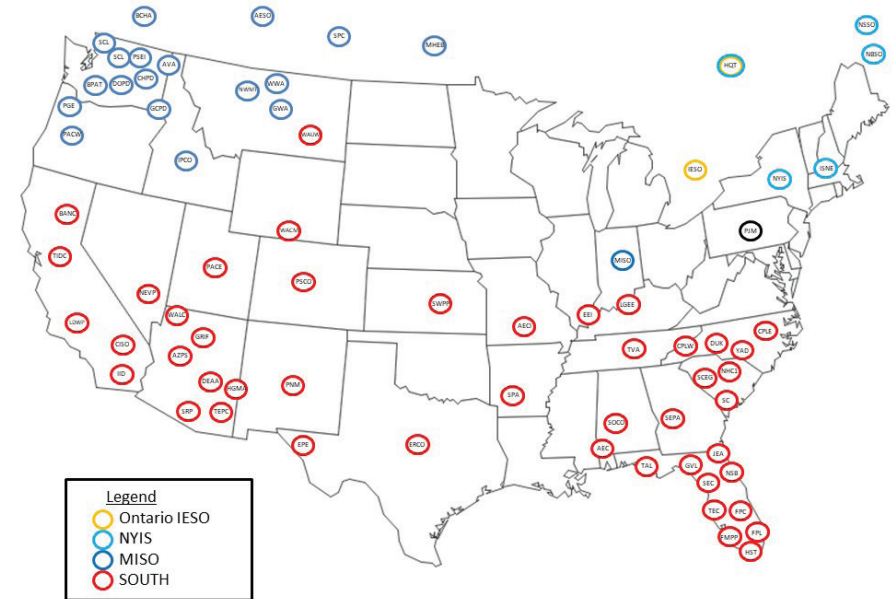 BCHA
AESO
SPC
MHEB
NSSO
NBSO
HQT
SCL
SCL
PSEI
AVA
BPAT
DOPD
CHPD
PGE
GCPD
PACW
IPCO
NWMT
WWA
GWA
WAUW
IESO
NYIS
ISNE
PJM
MISO
BANC
TIDC
LDWP
CISO
IID
NEVP
PACE
WACM
PSCO
WALC
GRIF
AZPS
DEAA
HGMA
SRP
TEPC
PNM
EPE
ERCO
SWPP
AECI
SPA
EEI
LGEE
TVA
CPLW
DUK
YAD
CPLE
SCEG
NHC1
SC
SOCO
SEPA
AEC
TAL
GVL
JEA
NSB
SEC
TEC
FPC
FMPP
FPL
HST
Legend
Ontario IESO
NYIS
MISO
SOUTH